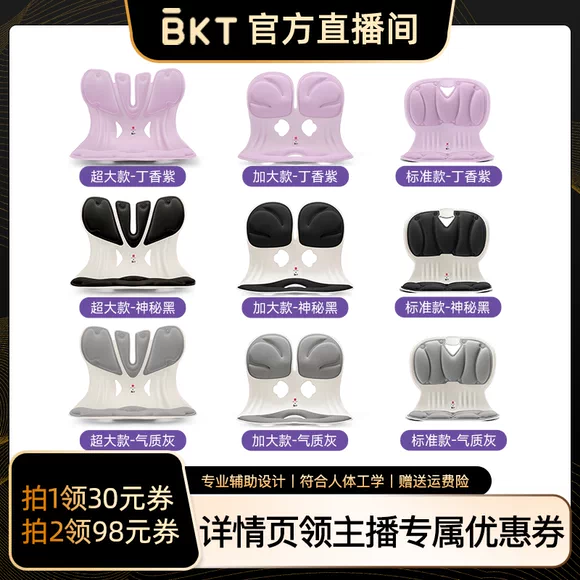 BKT 官方直播间
超大款-丁香紫
加大款-丁香紫
标准款-丁香紫
超大款-神秘黑
加大款-神秘黑
标准款-神秘黑
超大款-气质灰
加大款-气质灰
标准款-气质灰
专业辅助设计｜符合人体工学｜赠送运费险
拍1领30元券
拍2领98元券
详情页领主播专属优惠券